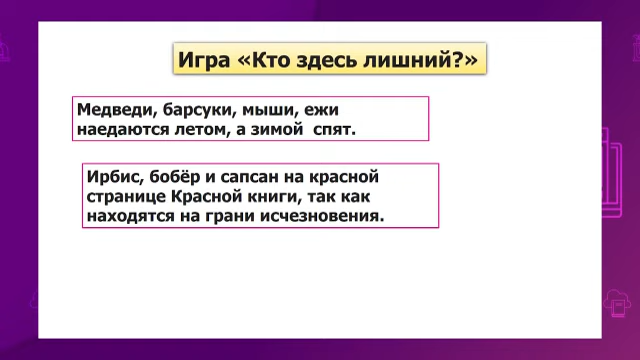 Игра «Кто здесь лишний?»
Медведи, барсуки, мыши, ежи
наедаются летом, а зимой спят.
Ирбис, бобёр и сапсан на красной
странице Красной книги, так как
находятся на грани исчезновения.